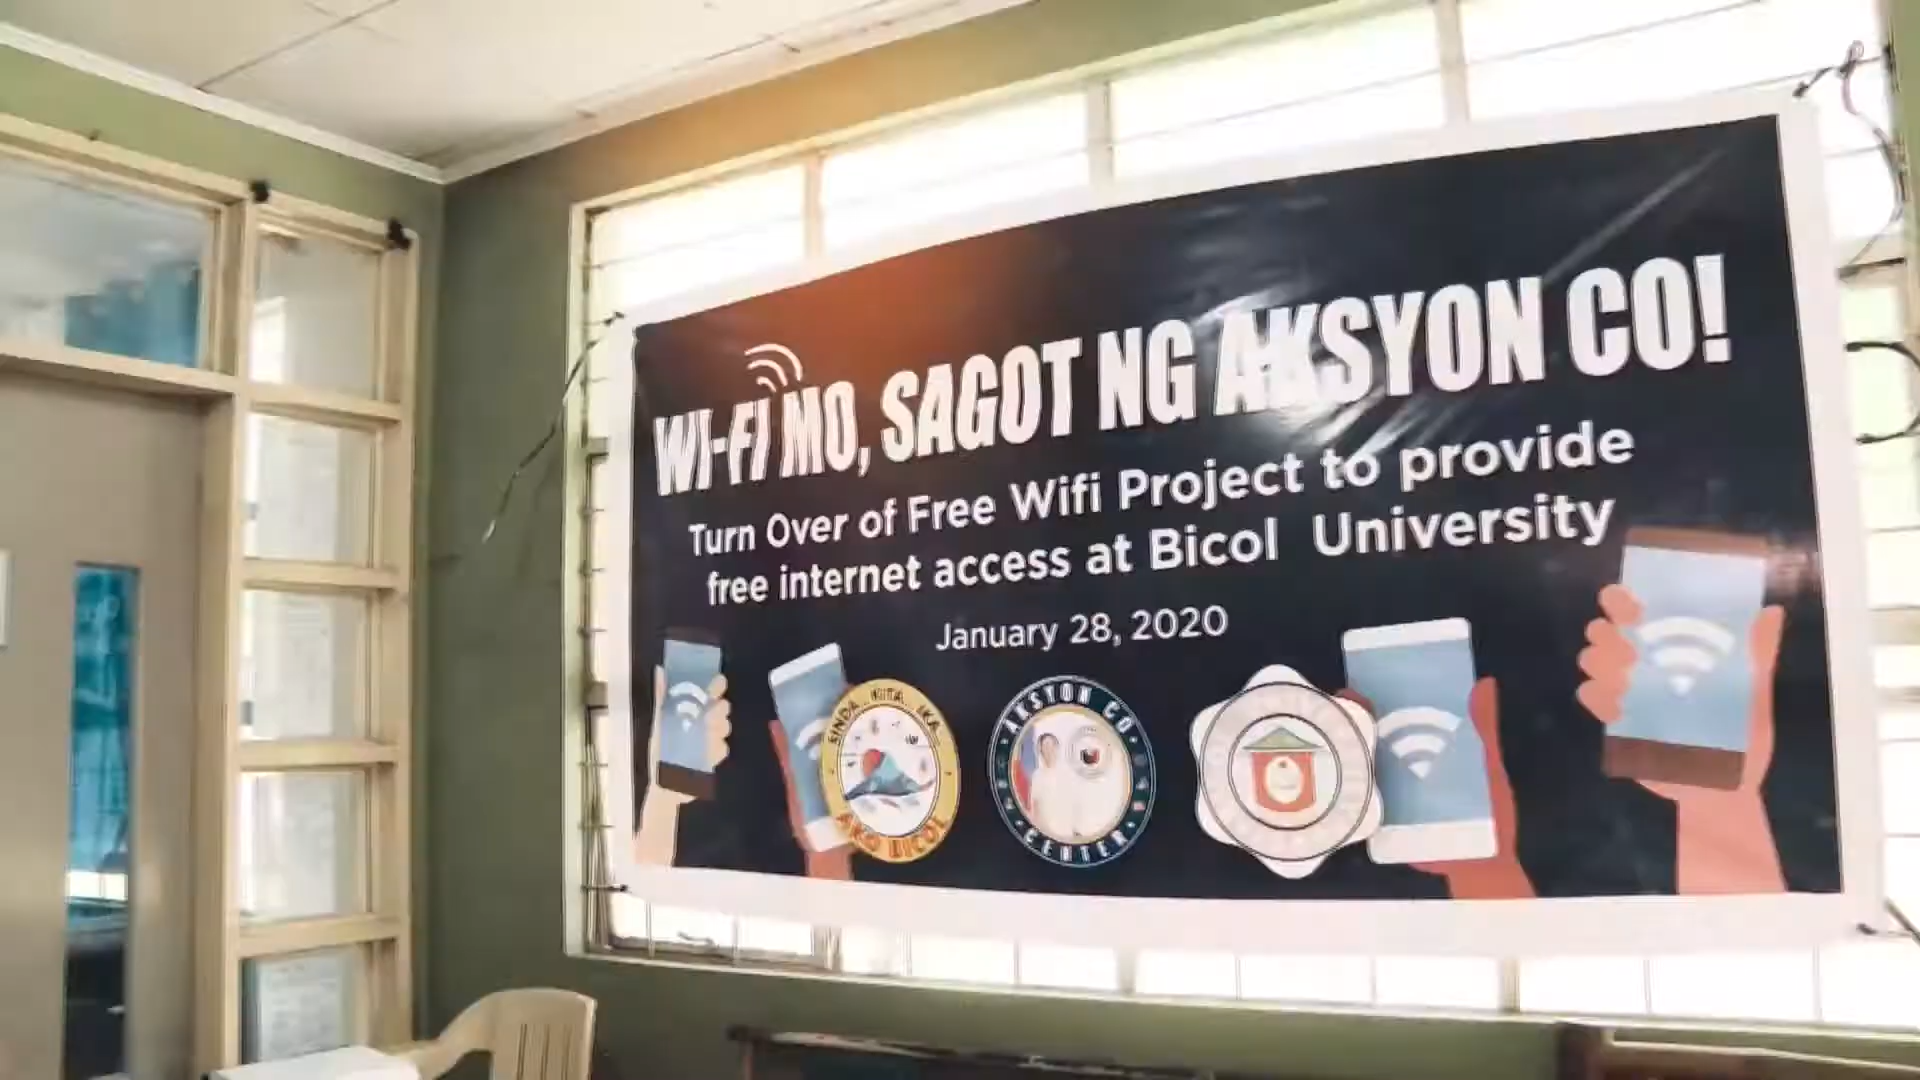 WI-FI MO, SAGOT NG AKSYON CO!
Turn Over of Free Wifi Project to provide
free internet access at Bicol University
January 28, 2020
AKO BICOL
AKSYON CO
CENTER